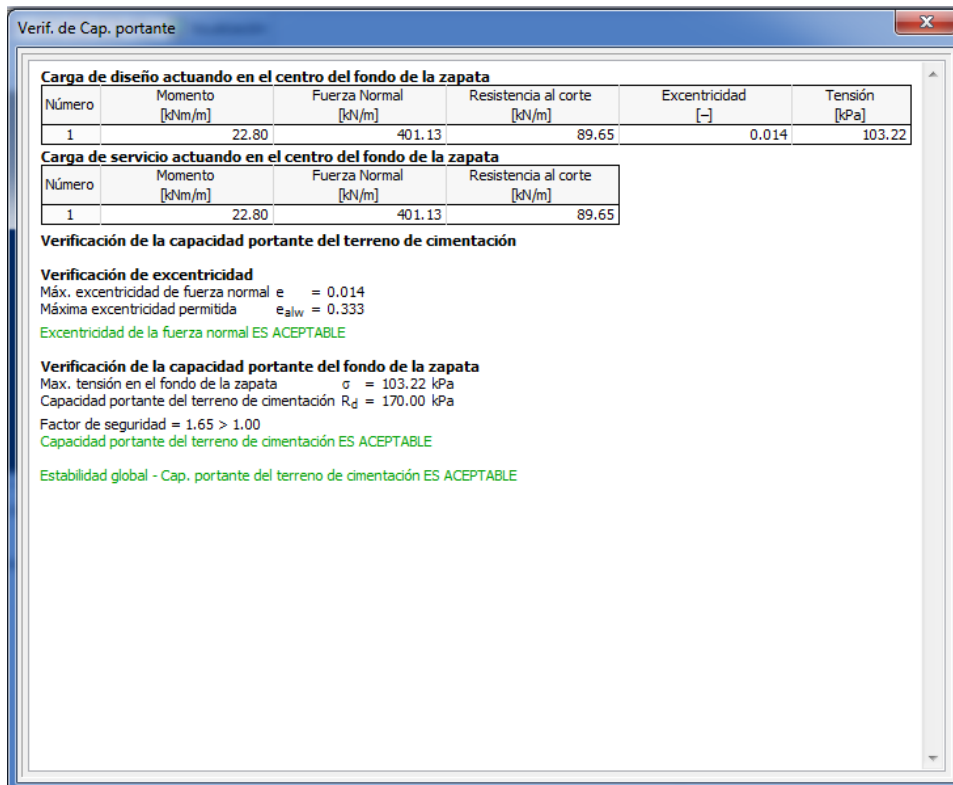 Verif. de Cap. portante
Carga de diseño actuando en el centro del fondo de la zapata
Número Momento Fuerza Normal Resistencia al corte Excentricidad Tensión
[kNm/m] [kN/m] [kN/m] [–] [kPa]
1 22.80 401.13 89.65 0.014 103.22
Carga de servicio actuando en el centro del fondo de la zapata
Número Momento Fuerza Normal Resistencia al corte
[kNm/m] [kN/m] [kN/m]
1 22.80 401.13 89.65
Verificación de la capacidad portante del terreno de cimentación
Verificación de excentricidad
Máx. excentricidad de fuerza normal e = 0.014
Máxima excentricidad permitida e_alw = 0.333
Excentricidad de la fuerza normal ES ACEPTABLE
Verificación de la capacidad portante del fondo de la zapata
Max. tensión en el fondo de la zapata σ = 103.22 kPa
Capacidad portante del terreno de cimentación R_d = 170.00 kPa
Factor de seguridad = 1.65 > 1.00
Capacidad portante del terreno de cimentación ES ACEPTABLE
Estabilidad global - Cap. portante del terreno de cimentación ES ACEPTABLE